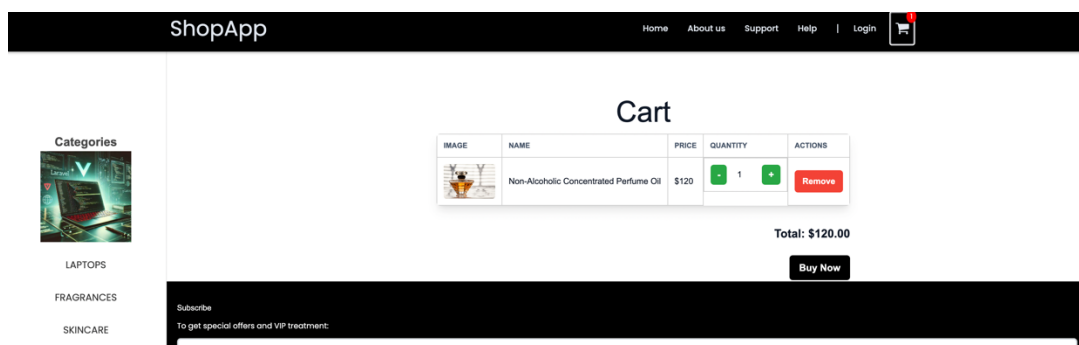 ShopApp
Home About us Support Help | Login 1
Cart
Categories
IMAGE NAME PRICE QUANTITY ACTIONS
Non-Alcoholic Concentrated Perfume Oil $120 - 1 + Remove
Total: $120.00
LAPTOPS
Buy Now
FRAGRANCES
Subscribe
To get special offers and VIP treatment:
SKINCARE